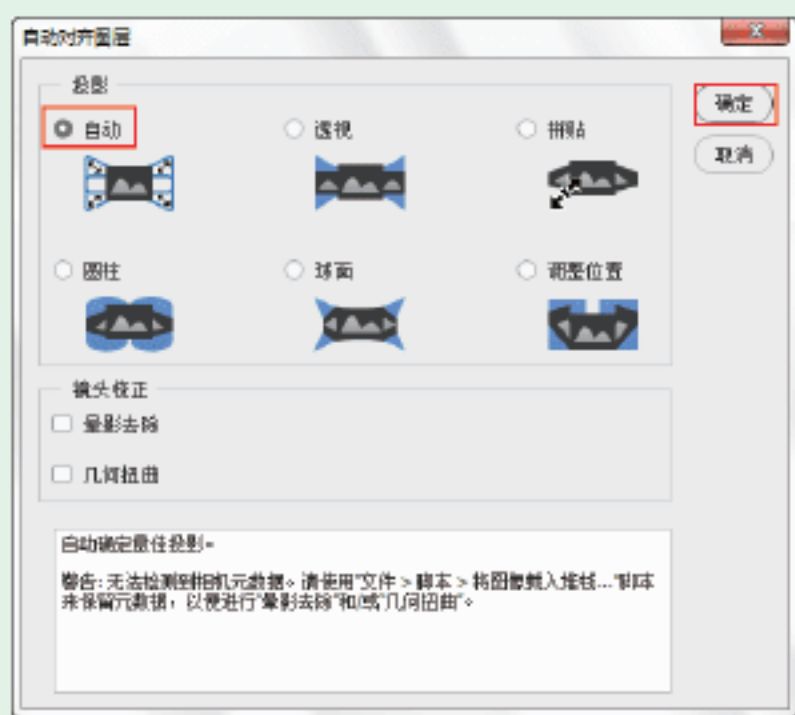 自动对齐图层
投影
自动
透视
拼贴
圆柱
球面
调整位置
确定
取消
镜头校正
晕影去除
几何扭曲
自动确定最佳投影。
警告：无法检测到相机元数据。请使用“文件 > 脚本 > 将图像载入堆栈...”脚本
来保留元数据，以便进行“晕影去除”和/或“几何扭曲”。